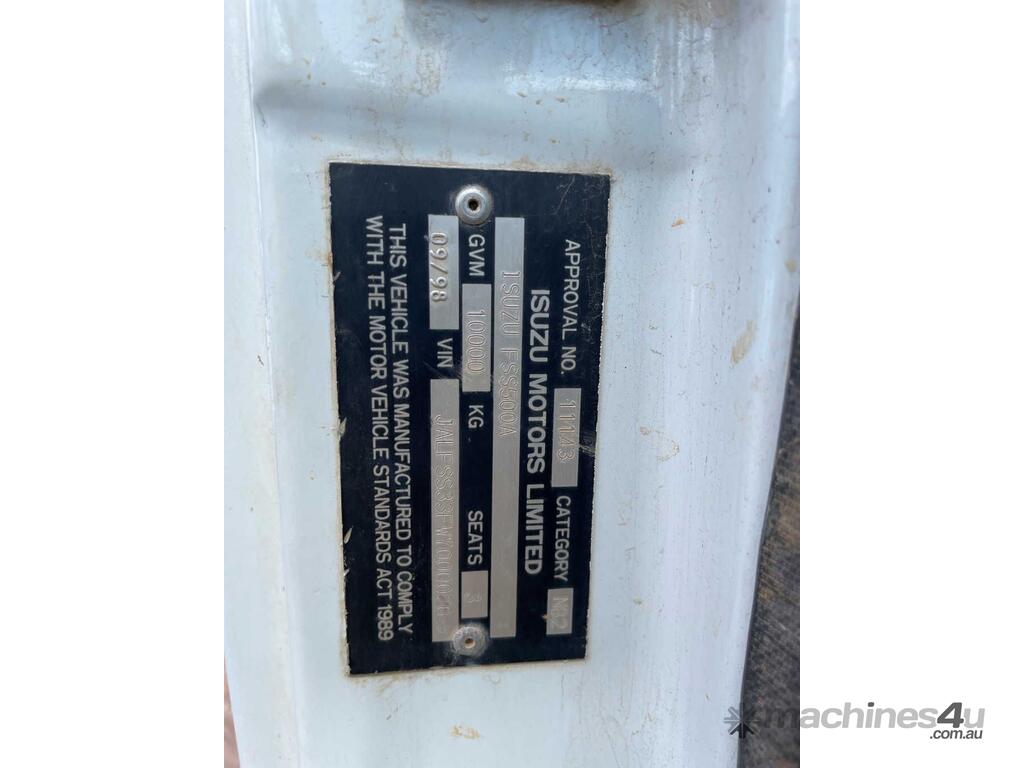 APPROVAL NO. 11143 CATEGORY NB2
ISUZU MOTORS LIMITED
ISUZU FSS500A
GVM 10000 KG SEATS 3
09/98 VIN
THIS VEHICLE WAS MANUFACTURED TO COMPLY
WITH THE MOTOR VEHICLE STANDARDS ACT 1989
machines4u
.com.au